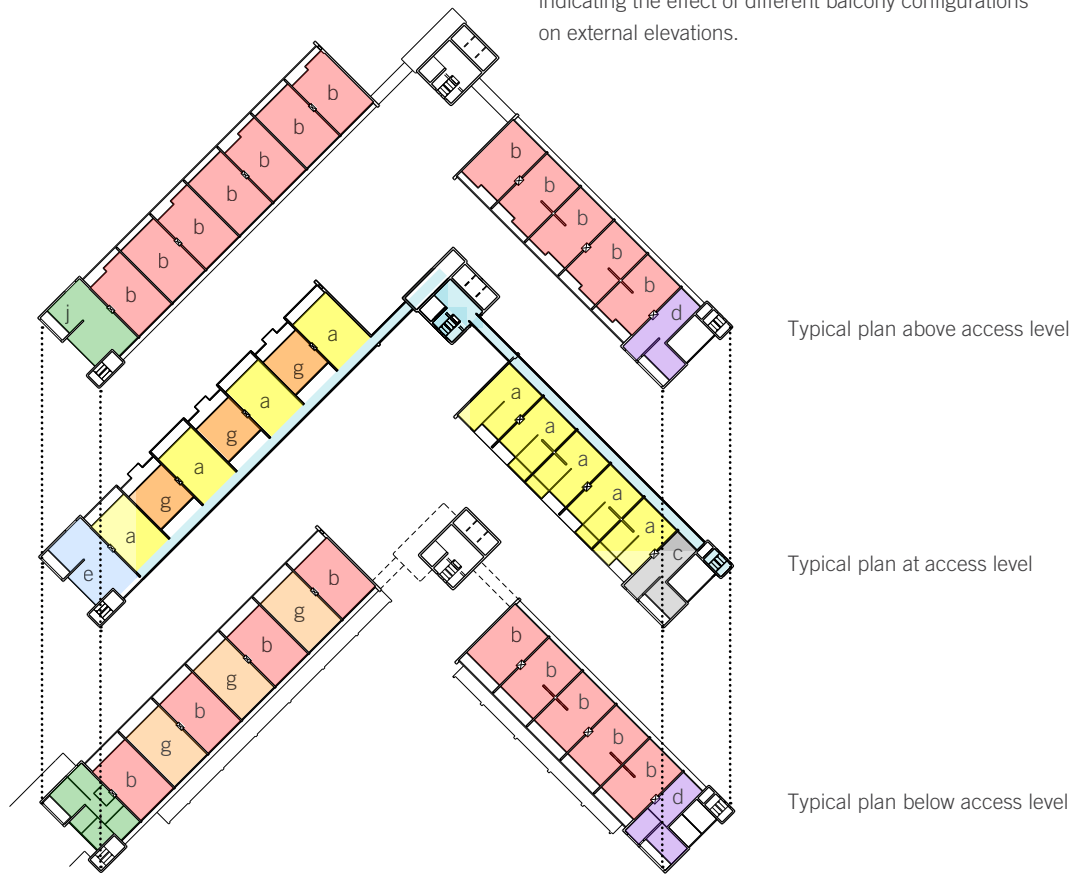 indicating the effect of different balcony configurations
on external elevations.
b
b
b
b
b
b
b
j
b
b
b
b
b
d
Typical plan above access level
a
g
a
g
a
g
a
e
a
a
a
a
a
c
Typical plan at access level
b
g
b
g
b
g
b
b
b
b
b
b
d
Typical plan below access level